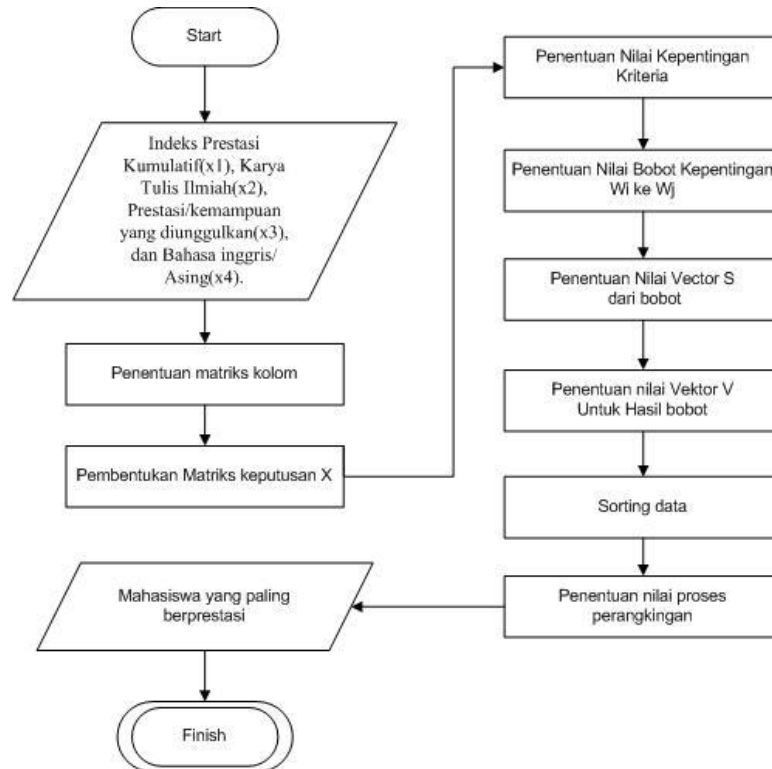 Start
Indeks Prestasi
Kumulatif(x1), Karya
Tulis Ilmiah(x2),
Prestasi/kemampuan
yang diunggulkan(x3),
dan Bahasa inggris/
Asing(x4).
Penentuan matriks kolom
Pembentukan Matriks keputusan X
Penentuan Nilai Kepentingan
Kriteria
Penentuan Nilai Bobot Kepentingan
Wi ke Wj
Penentuan Nilai Vector S
dari bobot
Penentuan nilai Vektor V
Untuk Hasil bobot
Sorting data
Penentuan nilai proses
perangkingan
Mahasiswa yang paling
berprestasi
Finish